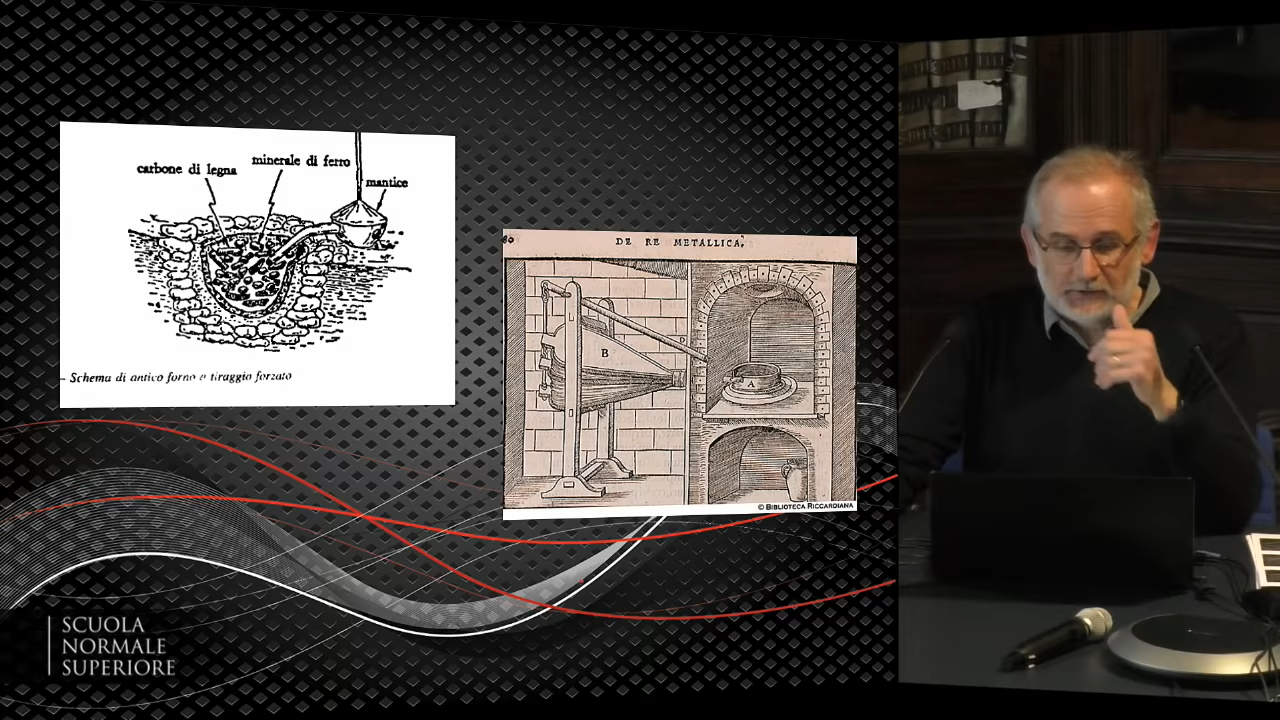 carbone di legna
minerale di ferro
mantice
– Schema di antico forno a tiraggio forzato
DE RE METALLICA.
B
D
A
© BIBLIOTECA RICCARDIANA
SCUOLA
NORMALE
SUPERIORE